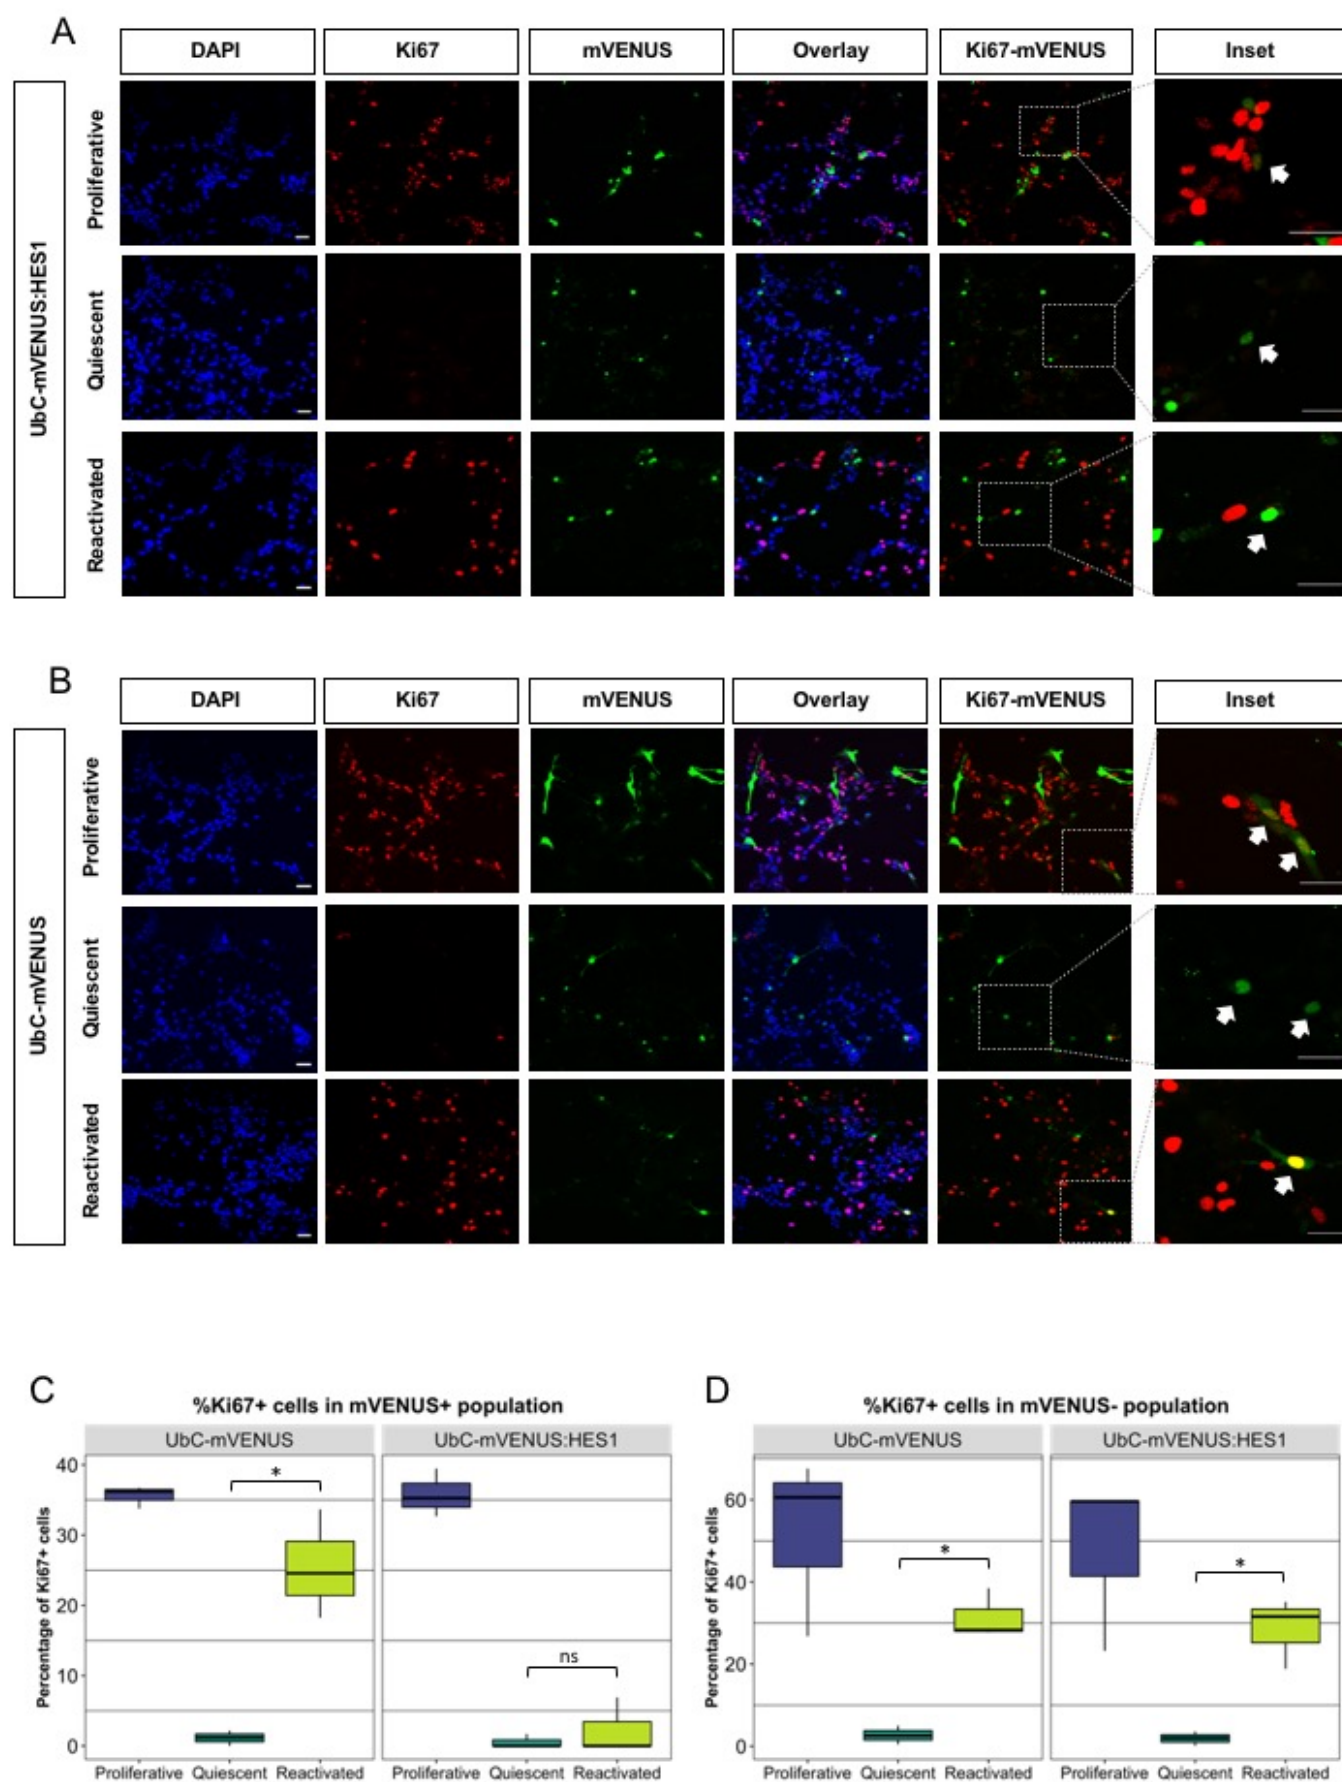 A
DAPI Ki67 mVENUS Overlay Ki67-mVENUS Inset
UbC-mVENUS:HES1
Proliferative
Quiescent
Reactivated
B
DAPI Ki67 mVENUS Overlay Ki67-mVENUS Inset
UbC-mVENUS
Proliferative
Quiescent
Reactivated
C
%Ki67+ cells in mVENUS+ population
UbC-mVENUS UbC-mVENUS:HES1
Percentage of Ki67+ cells
40
30
20
10
0
*
ns
Proliferative Quiescent Reactivated Proliferative Quiescent Reactivated
D
%Ki67+ cells in mVENUS- population
UbC-mVENUS UbC-mVENUS:HES1
Percentage of Ki67+ cells
60
40
20
0
*
*
Proliferative Quiescent Reactivated Proliferative Quiescent Reactivated